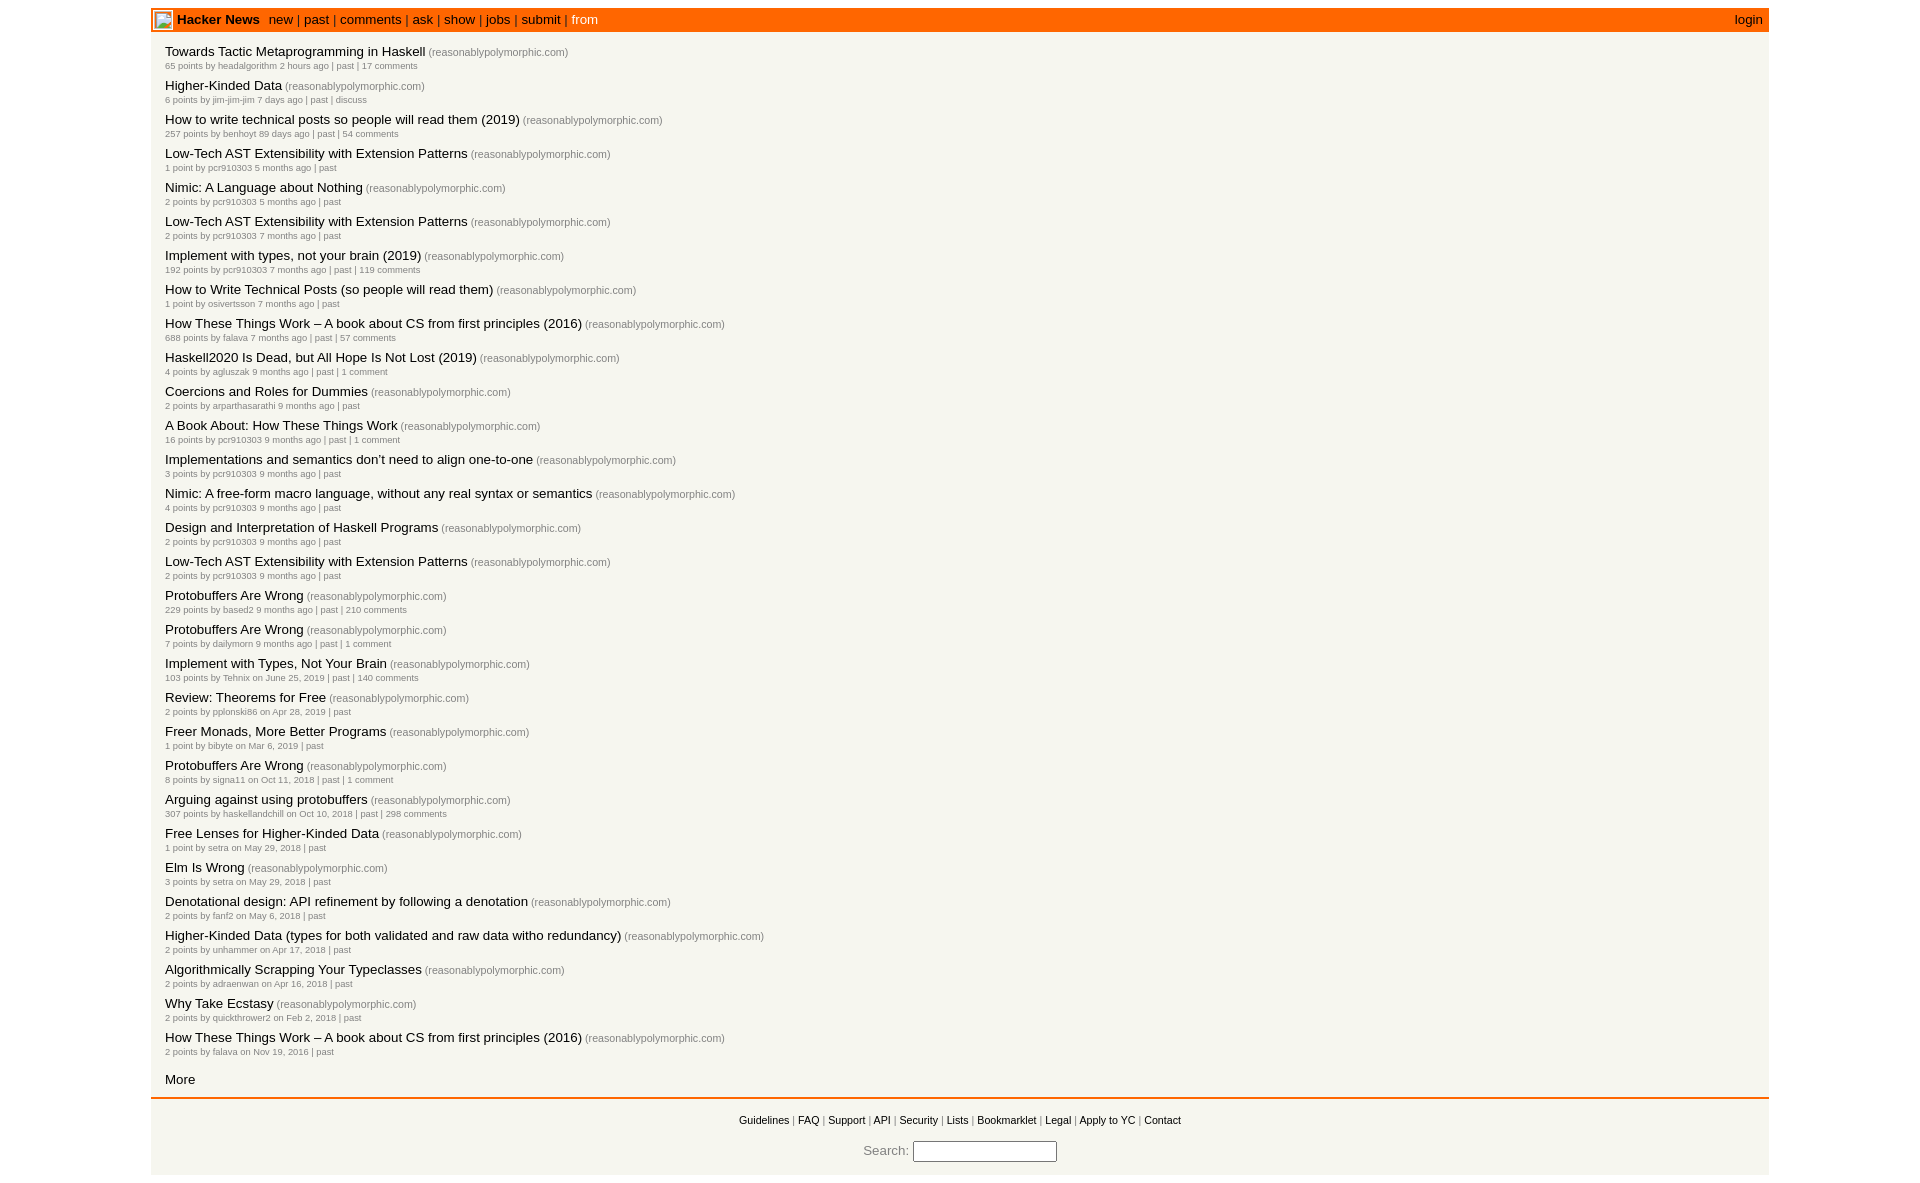 Hacker News new | past | comments | ask | show | jobs | submit | from login
Towards Tactic Metaprogramming in Haskell (reasonablypolymorphic.com)
65 points by headalgorithm 2 hours ago | past | 17 comments
Higher-Kinded Data (reasonablypolymorphic.com)
6 points by jim-jim-jim 7 days ago | past | discuss
How to write technical posts so people will read them (2019) (reasonablypolymorphic.com)
257 points by benhoyt 89 days ago | past | 54 comments
Low-Tech AST Extensibility with Extension Patterns (reasonablypolymorphic.com)
1 point by pcr910303 5 months ago | past
Nimic: A Language about Nothing (reasonablypolymorphic.com)
2 points by pcr910303 5 months ago | past
Low-Tech AST Extensibility with Extension Patterns (reasonablypolymorphic.com)
2 points by pcr910303 7 months ago | past
Implement with types, not your brain (2019) (reasonablypolymorphic.com)
192 points by pcr910303 7 months ago | past | 119 comments
How to Write Technical Posts (so people will read them) (reasonablypolymorphic.com)
1 point by osivertsson 7 months ago | past
How These Things Work – A book about CS from first principles (2016) (reasonablypolymorphic.com)
688 points by falava 7 months ago | past | 57 comments
Haskell2020 Is Dead, but All Hope Is Not Lost (2019) (reasonablypolymorphic.com)
4 points by agluszak 9 months ago | past | 1 comment
Coercions and Roles for Dummies (reasonablypolymorphic.com)
2 points by arparthasarathi 9 months ago | past
A Book About: How These Things Work (reasonablypolymorphic.com)
16 points by pcr910303 9 months ago | past | 1 comment
Implementations and semantics don’t need to align one-to-one (reasonablypolymorphic.com)
3 points by pcr910303 9 months ago | past
Nimic: A free-form macro language, without any real syntax or semantics (reasonablypolymorphic.com)
4 points by pcr910303 9 months ago | past
Design and Interpretation of Haskell Programs (reasonablypolymorphic.com)
2 points by pcr910303 9 months ago | past
Low-Tech AST Extensibility with Extension Patterns (reasonablypolymorphic.com)
2 points by pcr910303 9 months ago | past
Protobuffers Are Wrong (reasonablypolymorphic.com)
229 points by based2 9 months ago | past | 210 comments
Protobuffers Are Wrong (reasonablypolymorphic.com)
7 points by dailymorn 9 months ago | past | 1 comment
Implement with Types, Not Your Brain (reasonablypolymorphic.com)
103 points by Tehnix on June 25, 2019 | past | 140 comments
Review: Theorems for Free (reasonablypolymorphic.com)
2 points by pplonski86 on Apr 28, 2019 | past
Freer Monads, More Better Programs (reasonablypolymorphic.com)
1 point by bibyte on Mar 6, 2019 | past
Protobuffers Are Wrong (reasonablypolymorphic.com)
8 points by signa11 on Oct 11, 2018 | past | 1 comment
Arguing against using protobuffers (reasonablypolymorphic.com)
307 points by haskellandchill on Oct 10, 2018 | past | 298 comments
Free Lenses for Higher-Kinded Data (reasonablypolymorphic.com)
1 point by setra on May 29, 2018 | past
Elm Is Wrong (reasonablypolymorphic.com)
3 points by setra on May 29, 2018 | past
Denotational design: API refinement by following a denotation (reasonablypolymorphic.com)
2 points by fanf2 on May 6, 2018 | past
Higher-Kinded Data (types for both validated and raw data witho redundancy) (reasonablypolymorphic.com)
2 points by unhammer on Apr 17, 2018 | past
Algorithmically Scrapping Your Typeclasses (reasonablypolymorphic.com)
2 points by adraenwan on Apr 16, 2018 | past
Why Take Ecstasy (reasonablypolymorphic.com)
2 points by quickthrower2 on Feb 2, 2018 | past
How These Things Work – A book about CS from first principles (2016) (reasonablypolymorphic.com)
2 points by falava on Nov 19, 2016 | past
More
Guidelines | FAQ | Support | API | Security | Lists | Bookmarklet | Legal | Apply to YC | Contact
Search: